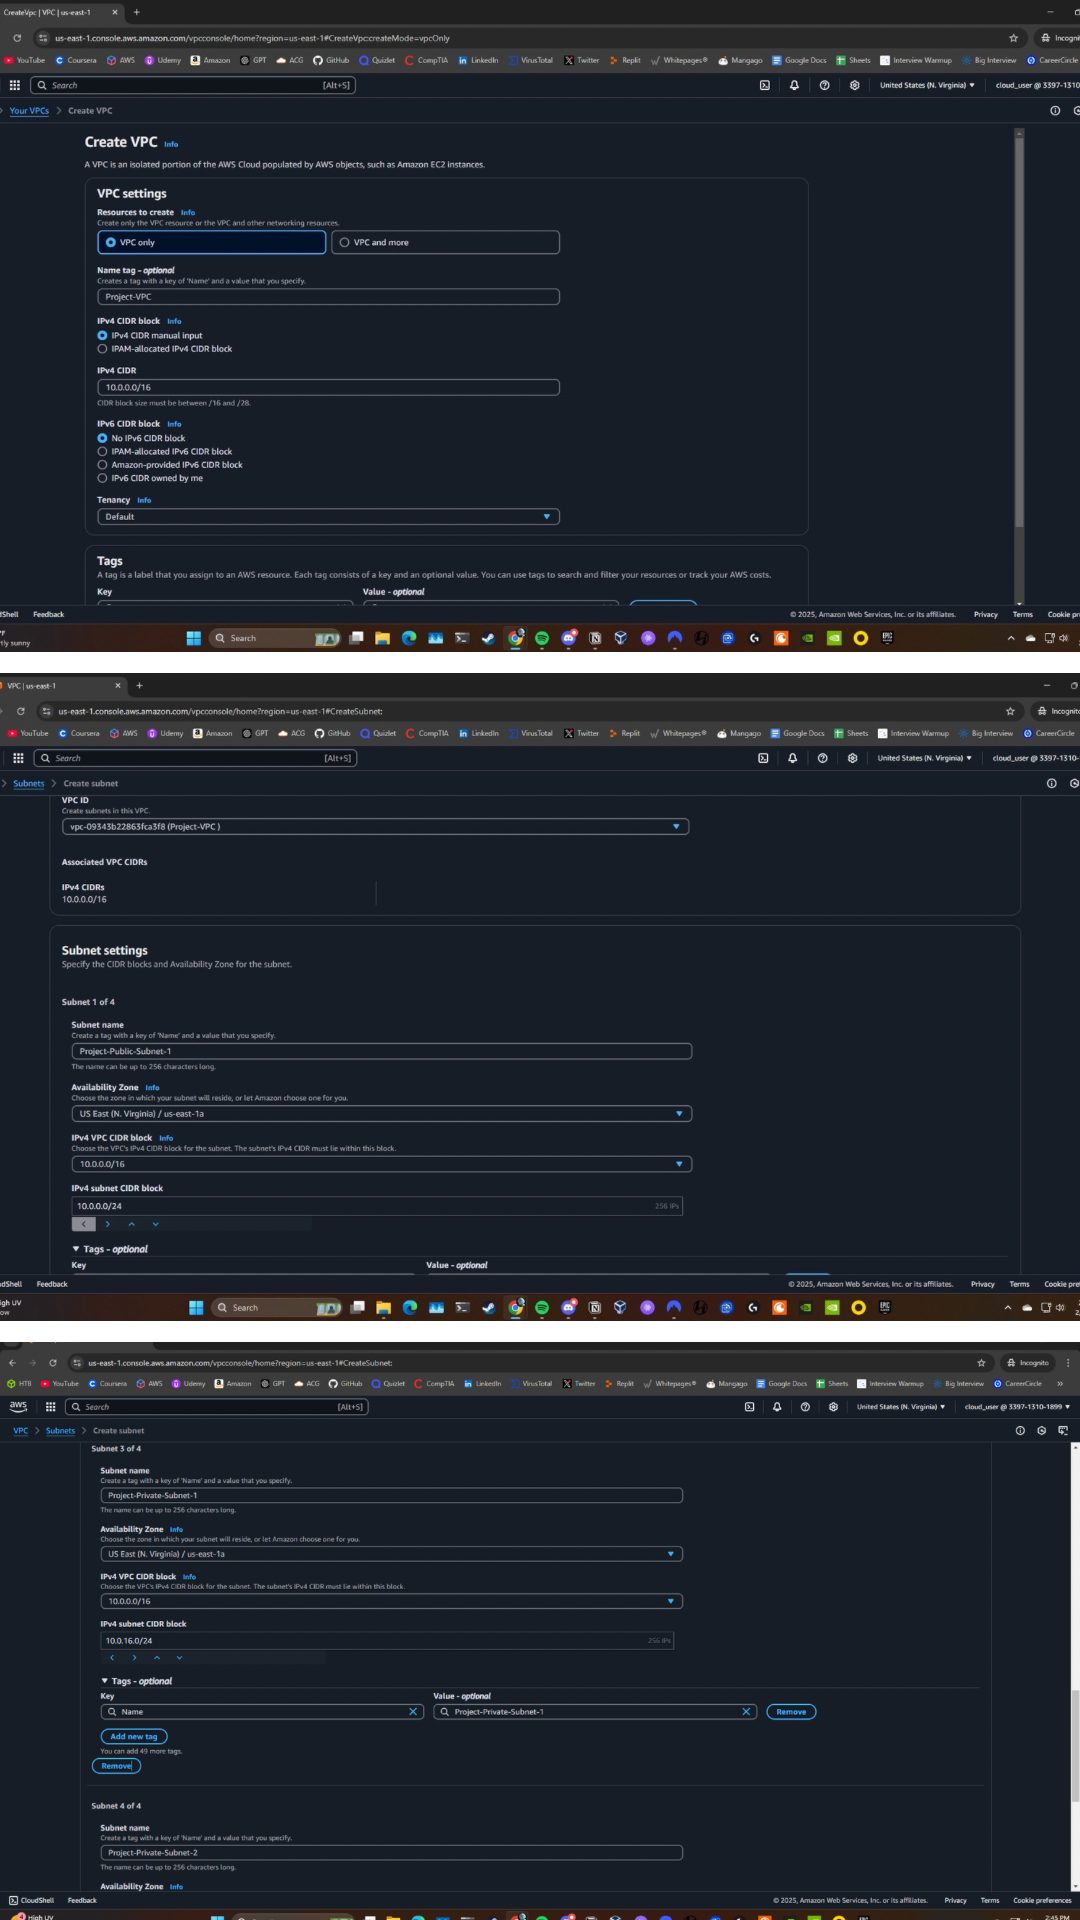 CreateVpc | VPC | us-east-1
us-east-1.console.aws.amazon.com/vpcconsole/home?region=us-east-1#CreateVpc:createMode=vpcOnly
YouTube Coursera AWS Udemy Amazon GPT ACG GitHub Quizlet CompTIA LinkedIn VirusTotal Twitter Replit Whitepages® Mangago Google Docs Sheets Interview Warmup Big Interview CareerCircle
Search [Alt+S] United States (N. Virginia) cloud_user @ 3397-1310
Your VPCs > Create VPC
Create VPC Info
A VPC is an isolated portion of the AWS Cloud populated by AWS objects, such as Amazon EC2 instances.
VPC settings
Resources to create Info
Create only the VPC resource or the VPC and other networking resources.
VPC only VPC and more
Name tag - optional
Creates a tag with a key of 'Name' and a value that you specify.
Project-VPC
IPv4 CIDR block Info
IPv4 CIDR manual input
IPAM-allocated IPv4 CIDR block
IPv4 CIDR
10.0.0.0/16
CIDR block size must be between /16 and /28.
IPv6 CIDR block Info
No IPv6 CIDR block
IPAM-allocated IPv6 CIDR block
Amazon-provided IPv6 CIDR block
IPv6 CIDR owned by me
Tenancy Info
Default
Tags
A tag is a label that you assign to an AWS resource. Each tag consists of a key and an optional value. You can use tags to search and filter your resources or track your AWS costs.
Key Value - optional
dShell Feedback © 2025, Amazon Web Services, Inc. or its affiliates. Privacy Terms Cookie pre
tly sunny Search
VPC | us-east-1
us-east-1.console.aws.amazon.com/vpcconsole/home?region=us-east-1#CreateSubnet:
Incognito
YouTube Coursera AWS Udemy Amazon GPT ACG GitHub Quizlet CompTIA LinkedIn VirusTotal Twitter Replit Whitepages® Mangago Google Docs Sheets Interview Warmup Big Interview CareerCircle
Search [Alt+S] United States (N. Virginia) cloud_user @ 3397-1310-
Subnets > Create subnet
VPC ID
Create subnets in this VPC.
vpc-09343b22863fca3f8 (Project-VPC )
Associated VPC CIDRs
IPv4 CIDRs
10.0.0.0/16
Subnet settings
Specify the CIDR blocks and Availability Zone for the subnet.
Subnet 1 of 4
Subnet name
Create a tag with a key of 'Name' and a value that you specify.
Project-Public-Subnet-1
The name can be up to 256 characters long.
Availability Zone Info
Choose the zone in which your subnet will reside, or let Amazon choose one for you.
US East (N. Virginia) / us-east-1a
IPv4 VPC CIDR block Info
Choose the VPC's IPv4 CIDR block for the subnet. The subnet's IPv4 CIDR must lie within this block.
10.0.0.0/16
IPv4 subnet CIDR block
10.0.0.0/24 256 IPs
Tags - optional
Key Value - optional
udShell Feedback © 2025, Amazon Web Services, Inc. or its affiliates. Privacy Terms Cookie pre
igh UV
ow Search
us-east-1.console.aws.amazon.com/vpcconsole/home?region=us-east-1#CreateSubnet: Incognito
HTB YouTube Coursera AWS Udemy Amazon GPT ACG GitHub Quizlet CompTIA LinkedIn VirusTotal Twitter Replit Whitepages® Mangago Google Docs Sheets Interview Warmup Big Interview CareerCircle
aws Search [Alt+S] United States (N. Virginia) cloud_user @ 3397-1310-1899
VPC > Subnets > Create subnet
Subnet 3 of 4
Subnet name
Create a tag with a key of 'Name' and a value that you specify.
Project-Private-Subnet-1
The name can be up to 256 characters long.
Availability Zone Info
Choose the zone in which your subnet will reside, or let Amazon choose one for you.
US East (N. Virginia) / us-east-1a
IPv4 VPC CIDR block Info
Choose the VPC's IPv4 CIDR block for the subnet. The subnet's IPv4 CIDR must lie within this block.
10.0.0.0/16
IPv4 subnet CIDR block
10.0.16.0/24 256 IPs
Tags - optional
Key Value - optional
Name Project-Private-Subnet-1 Remove
Add new tag
You can add 49 more tags.
Remove
Subnet 4 of 4
Subnet name
Create a tag with a key of 'Name' and a value that you specify.
Project-Private-Subnet-2
The name can be up to 256 characters long.
Availability Zone Info
CloudShell Feedback © 2025, Amazon Web Services, Inc. or its affiliates. Privacy Terms Cookie preferences
High UV 2:45 PM